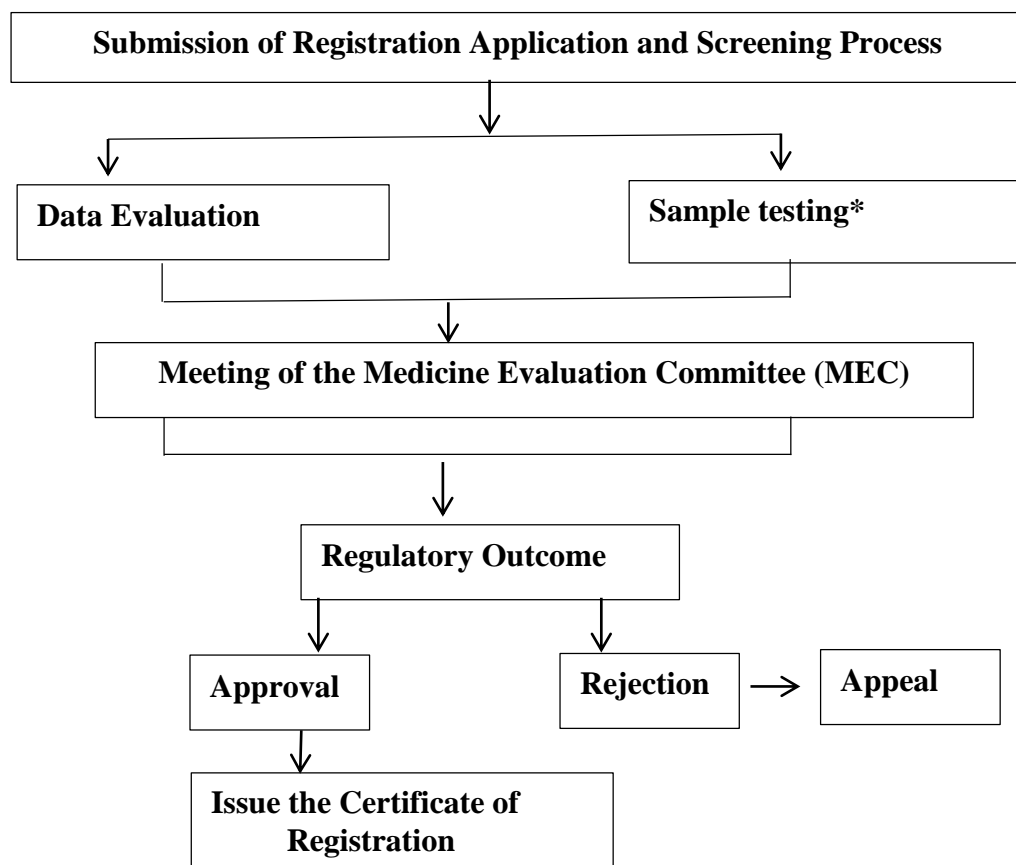 Submission of Registration Application and Screening Process
Data Evaluation
Sample testing*
Meeting of the Medicine Evaluation Committee (MEC)
Regulatory Outcome
Approval
Rejection
Appeal
Issue the Certificate of
Registration